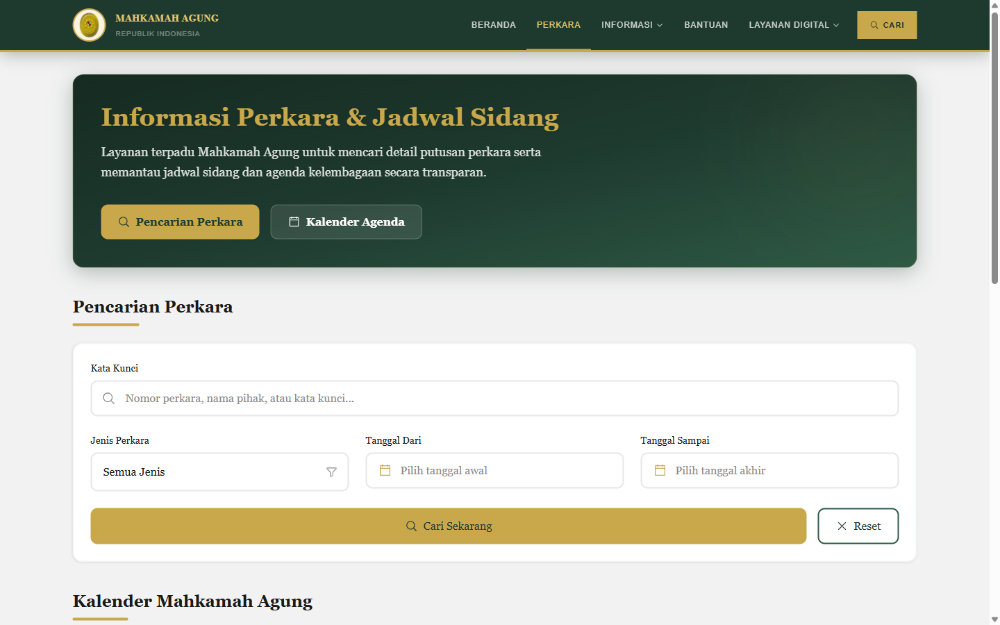 MAHKAMAH AGUNG
REPUBLIK INDONESIA
BERANDA
PERKARA
INFORMASI
BANTUAN
LAYANAN DIGITAL
CARI
Informasi Perkara & Jadwal Sidang
Layanan terpadu Mahkamah Agung untuk mencari detail putusan perkara serta
memantau jadwal sidang dan agenda kelembagaan secara transparan.
Pencarian Perkara
Kalender Agenda
Pencarian Perkara
Kata Kunci
Nomor perkara, nama pihak, atau kata kunci...
Jenis Perkara
Tanggal Dari
Tanggal Sampai
Semua Jenis
Pilih tanggal awal
Pilih tanggal akhir
Cari Sekarang
Reset
Kalender Mahkamah Agung